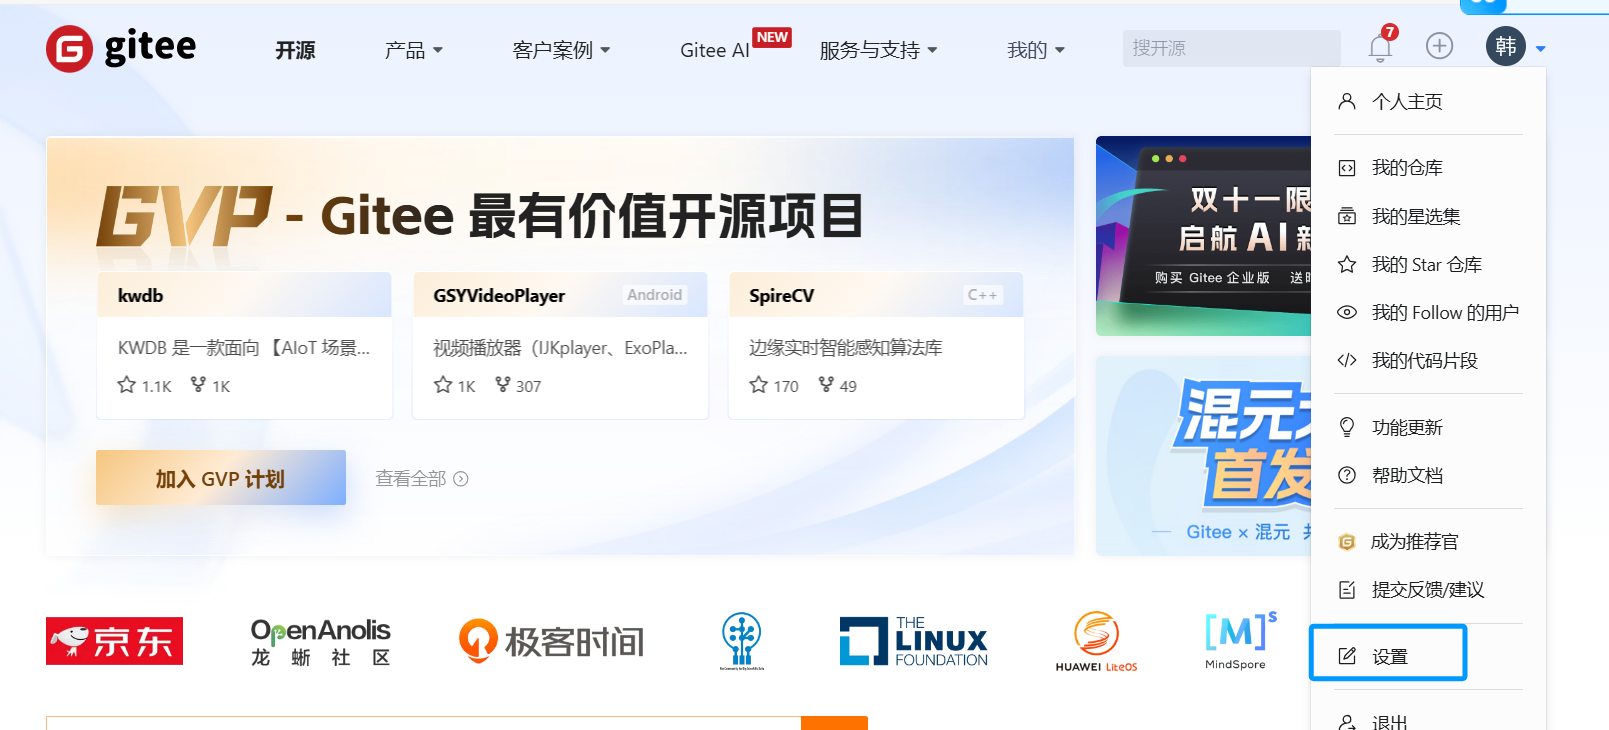 gitee
开源
产品
客户案例
Gitee AI
NEW
服务与支持
我的
搜开源
7
韩
个人主页
我的仓库
我的星选集
我的 Star 仓库
我的 Follow 的用户
我的代码片段
功能更新
帮助文档
成为推荐官
提交反馈/建议
设置
退出
GVP - Gitee 最有价值开源项目
kwdb
KWDB 是一款面向 【AIoT 场景...
1.1K
1K
GSYVideoPlayer
Android
视频播放器（IJKplayer、ExoPla...
1K
307
SpireCV
C++
边缘实时智能感知算法库
170
49
加入 GVP 计划
查看全部
双十一限
启航 AI 新
购买 Gitee 企业版
混元
首发
Gitee × 混元
京东
OpenAnolis
龙蜥社区
极客时间
THE
LINUX
FOUNDATION
HUAWEI LiteOS
[M]s
MindSpore